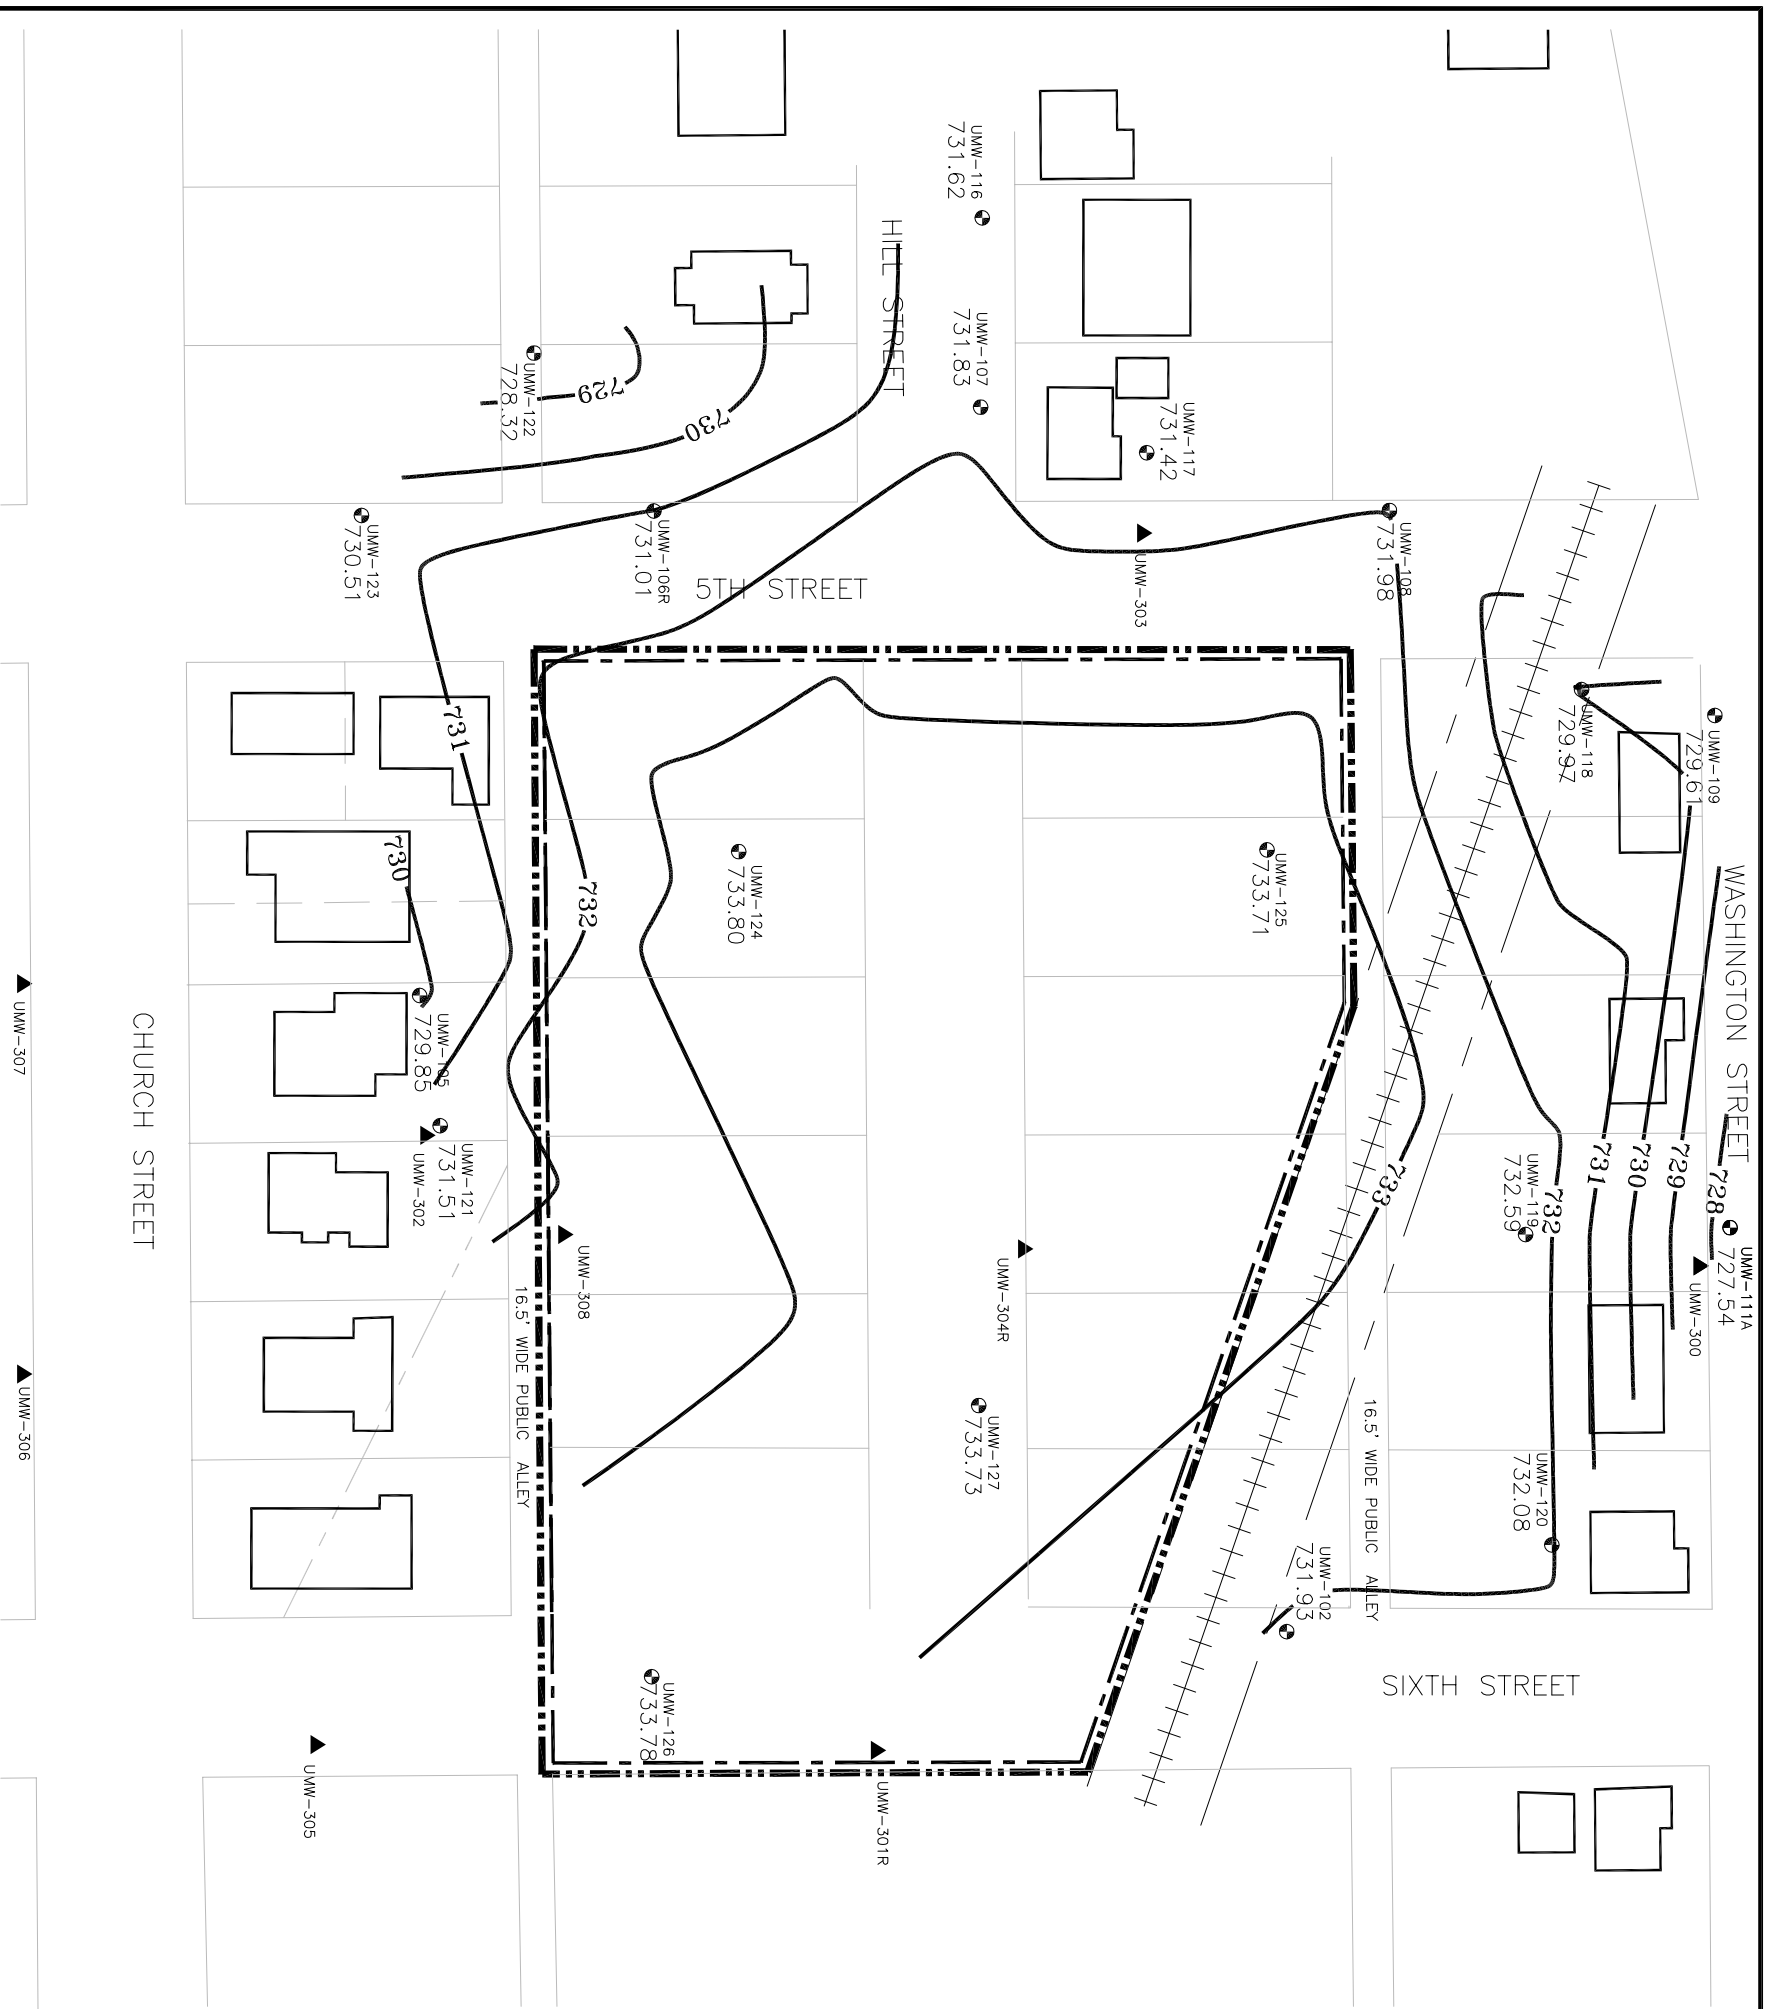 UMW-116
731.62
HILL STREET
UMW-107
731.83
UMW-122
728.32
729
730
UMW-117
731.42
UMW-123
730.51
UMW-106R
731.01
5TH STREET
UMW-303
UMW-108
731.98
UMW-118
729.97
UMW-109
729.61
731
730
732
UMW-124
733.80
UMW-125
733.71
WASHINGTON STREET
UMW-307
CHURCH STREET
UMW-105
729.85
UMW-121
731.51
UMW-302
UMW-308
UMW-304R
733
UMW-119
732.59
732
731
730
729
728
UMW-111A
727.54
UMW-300
UMW-306
16.5' WIDE PUBLIC ALLEY
UMW-127
733.73
16.5' WIDE PUBLIC ALLEY
UMW-120
732.08
UMW-102
731.93
SIXTH STREET
UMW-126
733.78
UMW-305
UMW-301R